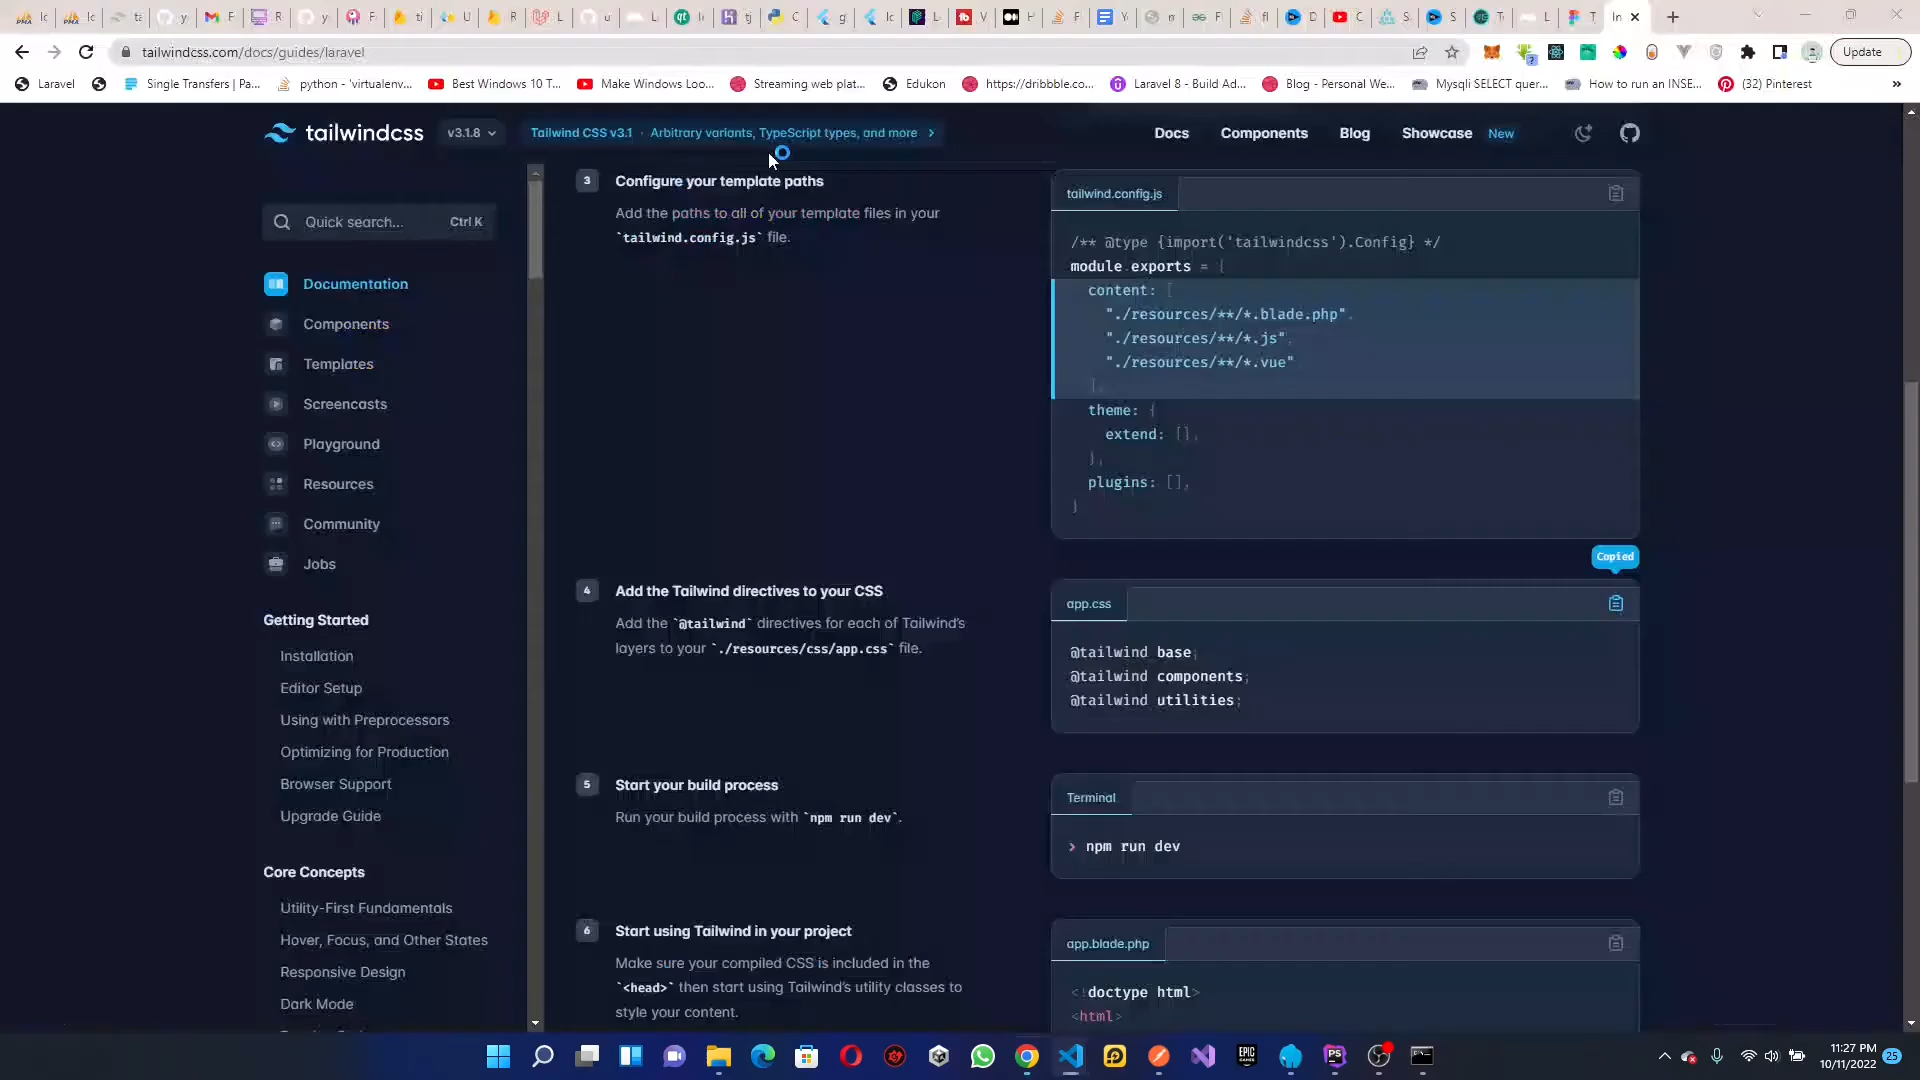 tailwindcss.com/docs/guides/laravel
Update
Laravel
Single Transfers | Pa...
python - 'virtualenv...
Best Windows 10 T...
Make Windows Loo...
Streaming web plat...
Edukon
https://dribbble.co...
Laravel 8 - Build Ad...
Blog - Personal We...
Mysqli SELECT quer...
How to run an INSE...
(32) Pinterest
»
tailwindcss
v3.1.8
Tailwind CSS v3.1 · Arbitrary variants, TypeScript types, and more
Docs
Components
Blog
Showcase New
Quick search...
Ctrl K
Documentation
Components
Templates
Screencasts
Playground
Resources
Community
Jobs
Getting Started
Installation
Editor Setup
Using with Preprocessors
Optimizing for Production
Browser Support
Upgrade Guide
Core Concepts
Utility-First Fundamentals
Hover, Focus, and Other States
Responsive Design
Dark Mode
3 Configure your template paths
Add the paths to all of your template files in your
`tailwind.config.js` file.
tailwind.config.js
/** @type {import('tailwindcss').Config} */
module.exports = {
content: [
"./resources/**/*.blade.php",
"./resources/**/*.js",
"./resources/**/*.vue"
],
theme: {
extend: {},
},
plugins: [],
}
Copied
4 Add the Tailwind directives to your CSS
Add the `@tailwind` directives for each of Tailwind's
layers to your `./resources/css/app.css` file.
app.css
@tailwind base;
@tailwind components;
@tailwind utilities;
5 Start your build process
Run your build process with `npm run dev`.
Terminal
> npm run dev
6 Start using Tailwind in your project
Make sure your compiled CSS is included in the
`<head>` then start using Tailwind's utility classes to
style your content.
app.blade.php
<!doctype html>
<html>
11:27 PM
10/11/2022
25